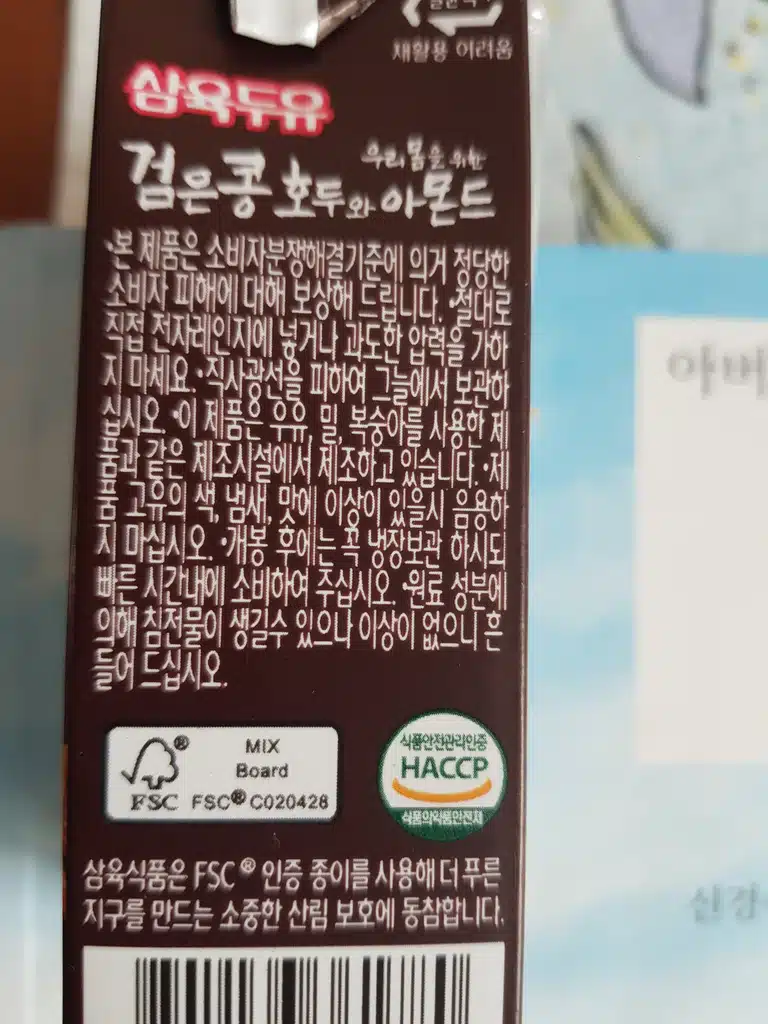 재활용 어려움
삼육두유
우리 몸을 위한
검은콩 호두와 아몬드
·본 제품은 소비자분쟁해결기준에 의거 정당한
소비자 피해에 대해 보상해 드립니다. ·절대로
직접 전자레인지에 넣거나 과도한 압력을 가하
지 마세요. ·직사광선을 피하여 그늘에서 보관하
십시오. ·이 제품은 우유, 밀, 복숭아를 사용한 제
품과 같은 제조시설에서 제조하고 있습니다. ·제
품 고유의 색, 냄새, 맛에 이상이 있을시 음용하
지 마십시오. ·개봉 후에는 꼭 냉장보관 하시되
빠른 시간내에 소비하여 주십시오. ·원료 성분에
의해 침전물이 생길수 있으나 이상이 없으니 흔
들어 드십시오.
MIX
Board
FSC FSC® C020428
식품안전관리인증
HACCP
식품의약품안전처
삼육식품은 FSC® 인증 종이를 사용해 더 푸른
지구를 만드는 소중한 산림 보호에 동참합니다.
아버
신경